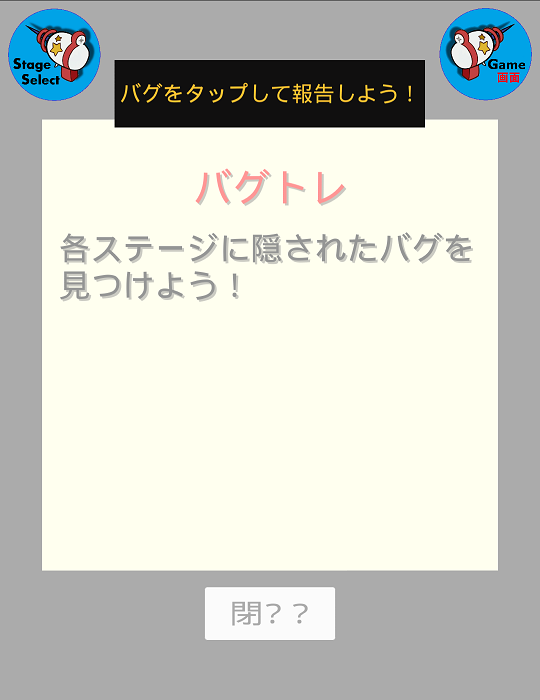 Stage
Select
Game
画面
バグをタップして報告しよう！
バグトレ
各ステージに隠されたバグを
見つけよう！
閉？？